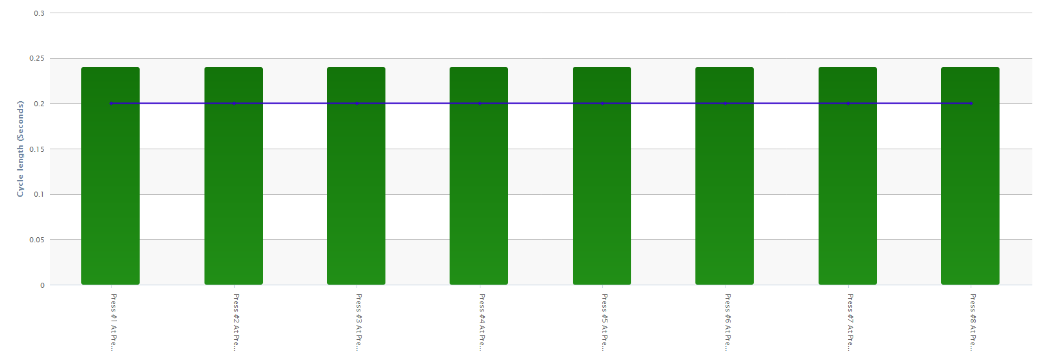 0.3
0.25
0.2
0.15
0.1
0.05
0
Cycle length (Seconds)
Press #1 At Pre...
Press #2 At Pre...
Press #3 At Pre...
Press #4 At Pre...
Press #5 At Pre...
Press #6 At Pre...
Press #7 At Pre...
Press #8 At Pre...